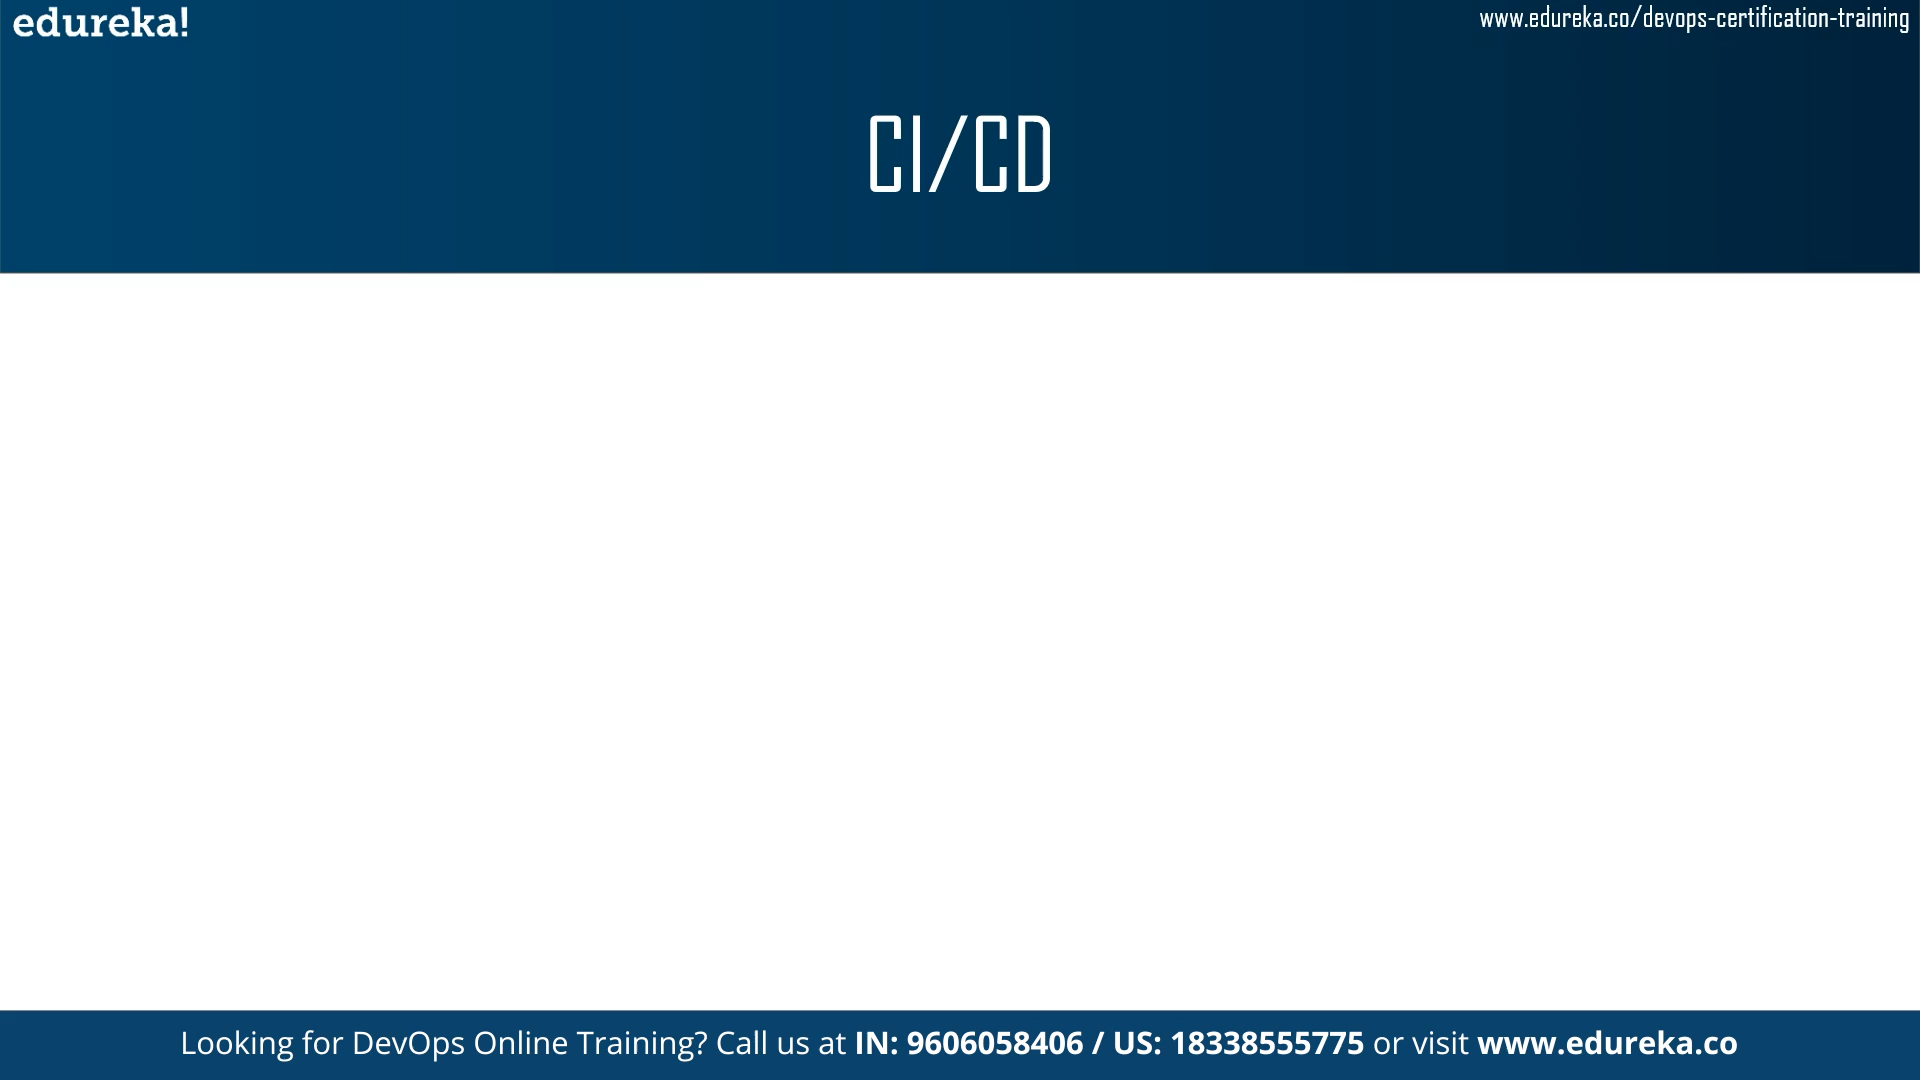 edureka!
www.edureka.co/devops-certification-training
CI/CD
Looking for DevOps Online Training? Call us at IN: 9606058406 / US: 18338555775 or visit www.edureka.co